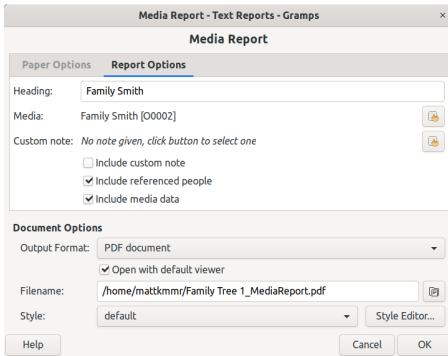 Media Report - Text Reports - Gramps ×
Media Report
Paper Options Report Options
Heading: Family Smith
Media: Family Smith [O0002]
Custom note: No note given, click button to select one
Include custom note
Include referenced people
Include media data
Document Options
Output Format: PDF document
Open with default viewer
Filename: /home/mattkmmr/Family Tree 1_MediaReport.pdf
Style: default Style Editor...
Help Cancel OK